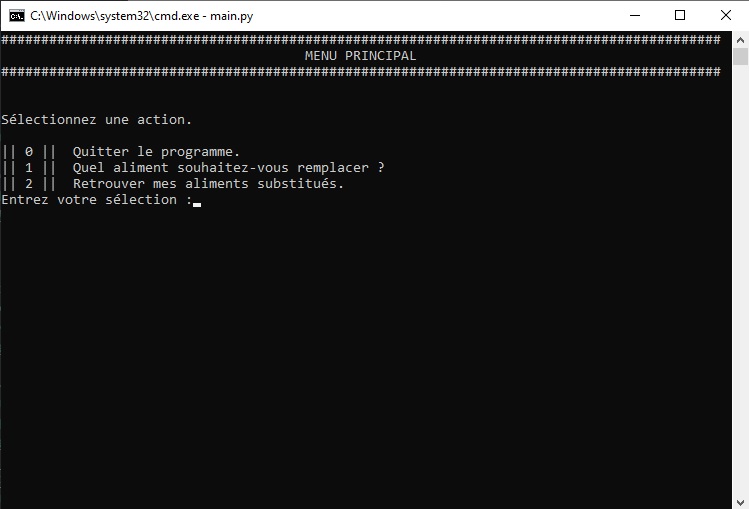 C:\Windows\system32\cmd.exe - main.py
##########################################################################################
MENU PRINCIPAL
##########################################################################################
Sélectionnez une action.
|| 0 ||  Quitter le programme.
|| 1 ||  Quel aliment souhaitez-vous remplacer ?
|| 2 ||  Retrouver mes aliments substitués.
Entrez votre sélection :